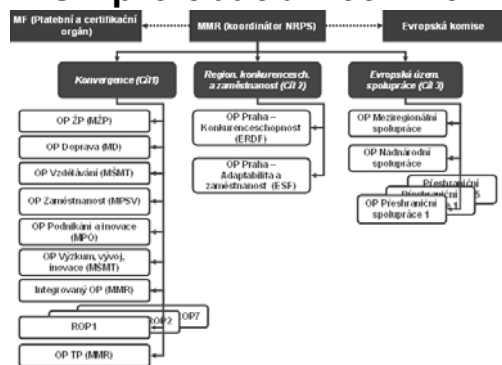 MF (Platební a certifikační
orgán)
MMR (koordinátor NRPS)
Evropská komise
Konvergence (Cíl1)
Region. konkurencesch.
a zaměstnanost (Cíl 2)
Evropská územ.
spolupráce (Cíl 3)
OP ŽP (MŽP)
OP Doprava (MD)
OP Vzdělávání (MŠMT)
OP Zaměstnanost (MPSV)
OP Podnikání a inovace
(MPO)
OP Výzkum, vývoj,
inovace (MŠMT)
Integrovaný OP (MMR)
OP7
ROP2
ROP1
OP TP (MMR)
OP Praha –
Konkurenceschopnost
(ERDF)
OP Praha –
Adaptabilita a
zaměstnanost (ESF)
OP Meziregionální
spolupráce
OP Nadnárodní
spolupráce
Přeshraniční
5
Přeshraniční
1
OP Přeshraniční
spolupráce 1